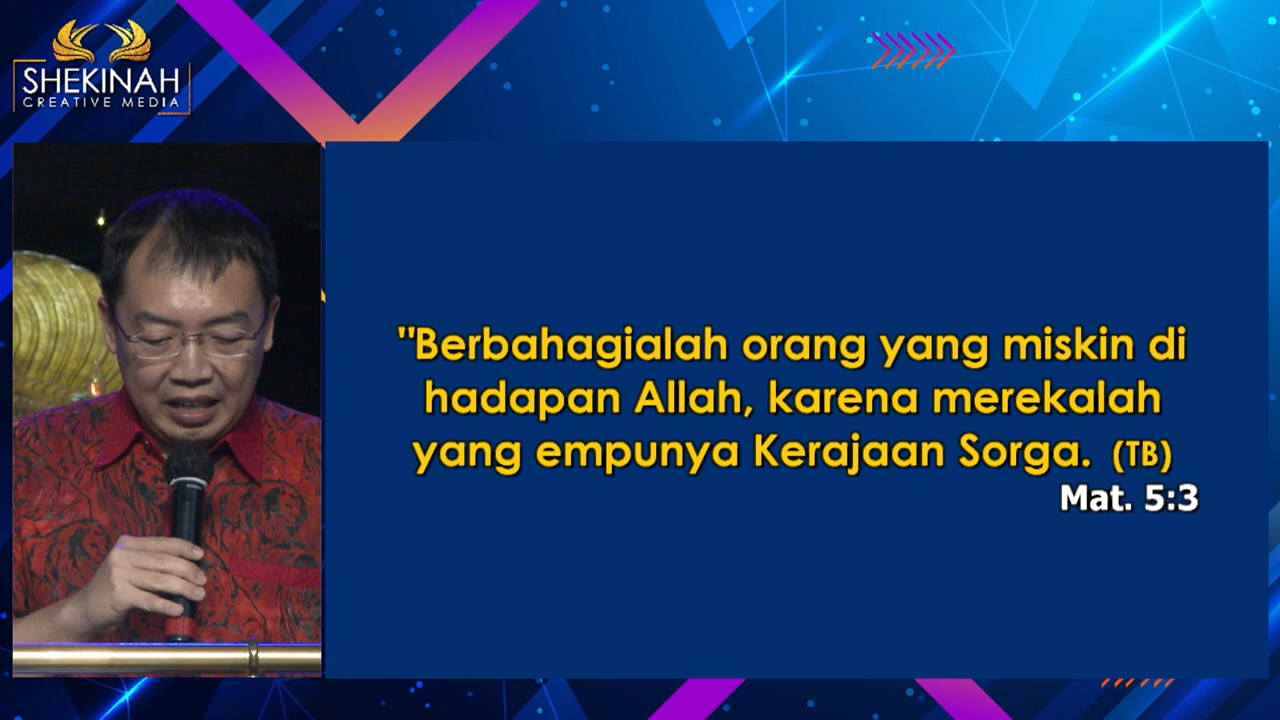 SHEKINAH
CREATIVE MEDIA
"Berbahagialah orang yang miskin di
hadapan Allah, karena merekalah
yang empunya Kerajaan Sorga. (TB)
Mat. 5:3